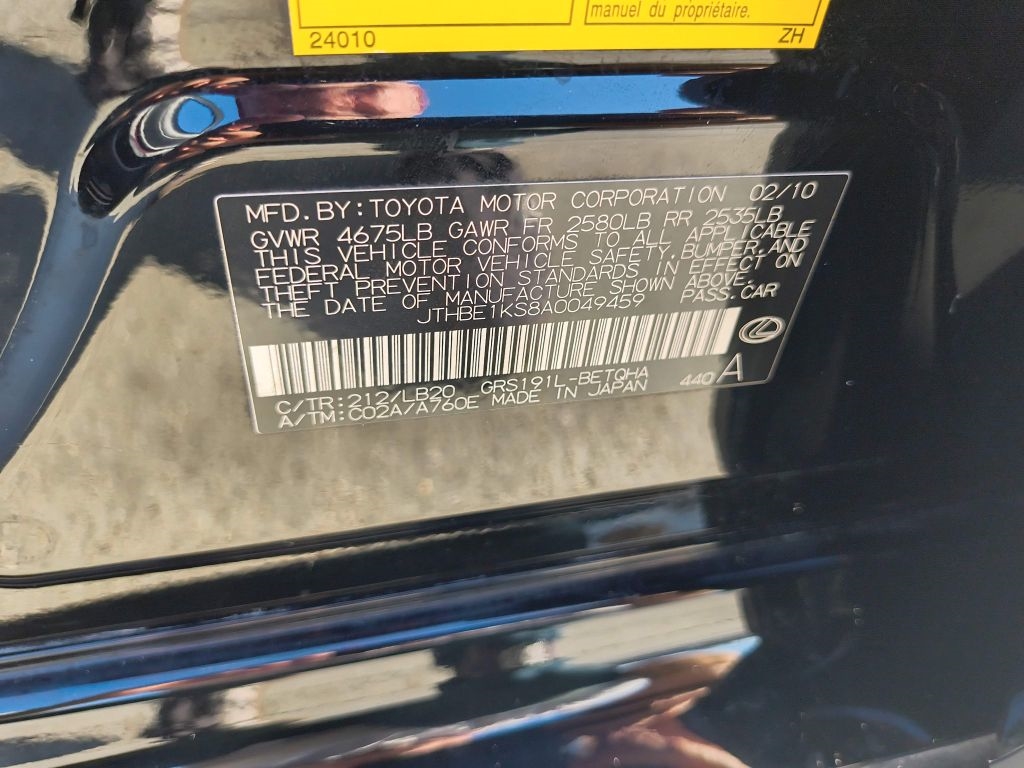 manuel du propriétaire.
24010 ZH
MFD. BY: TOYOTA MOTOR CORPORATION 02/10
GVWR 4675LB GAWR FR 2580LB RR 2535LB
THIS VEHICLE CONFORMS TO ALL APPLICABLE
FEDERAL MOTOR VEHICLE SAFETY, BUMPER, AND
THEFT PREVENTION STANDARDS IN EFFECT ON
THE DATE OF MANUFACTURE SHOWN ABOVE.
JTHBE1KS8A0049459 PASS. CAR
C/TR: 212/LB20 GRS191L-BETQHA 440 A
A/TM: C02A/A760E MADE IN JAPAN